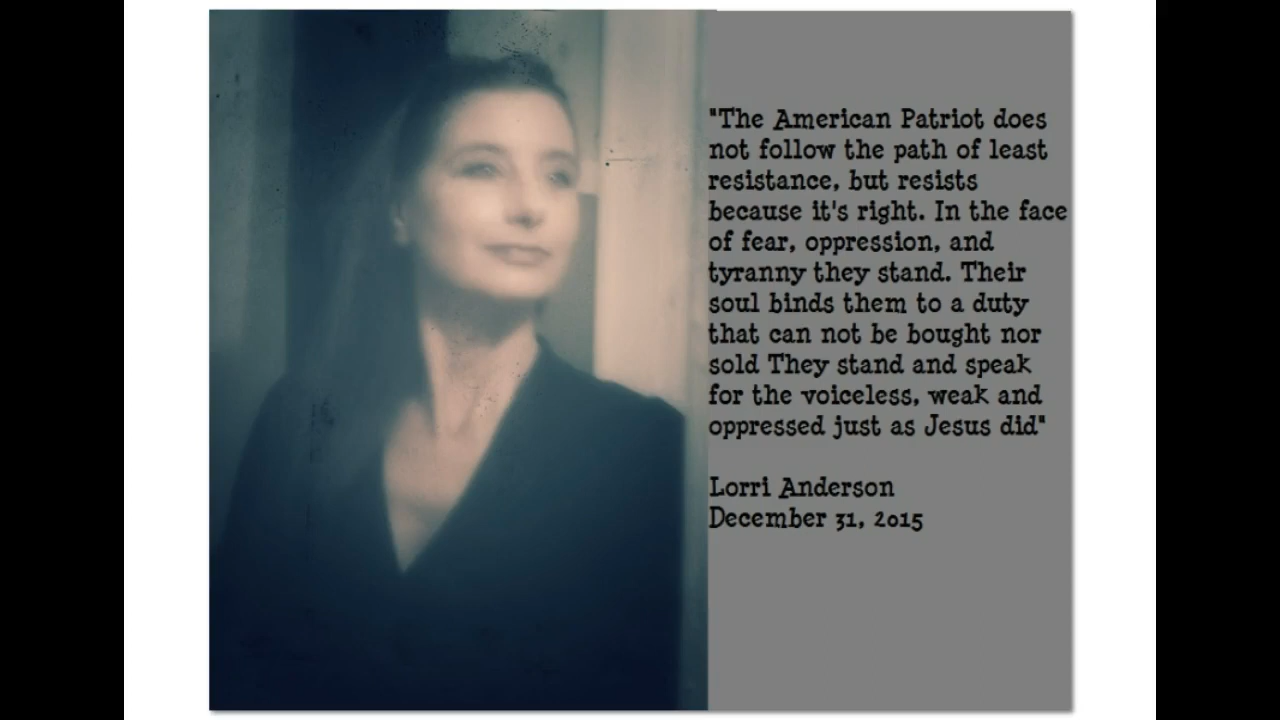 "The American Patriot does
not follow the path of least
resistance, but resists
because it's right. In the face
of fear, oppression, and
tyranny they stand. Their
soul binds them to a duty
that can not be bought nor
sold They stand and speak
for the voiceless, weak and
oppressed just as Jesus did"
Lorri Anderson
December 31, 2015